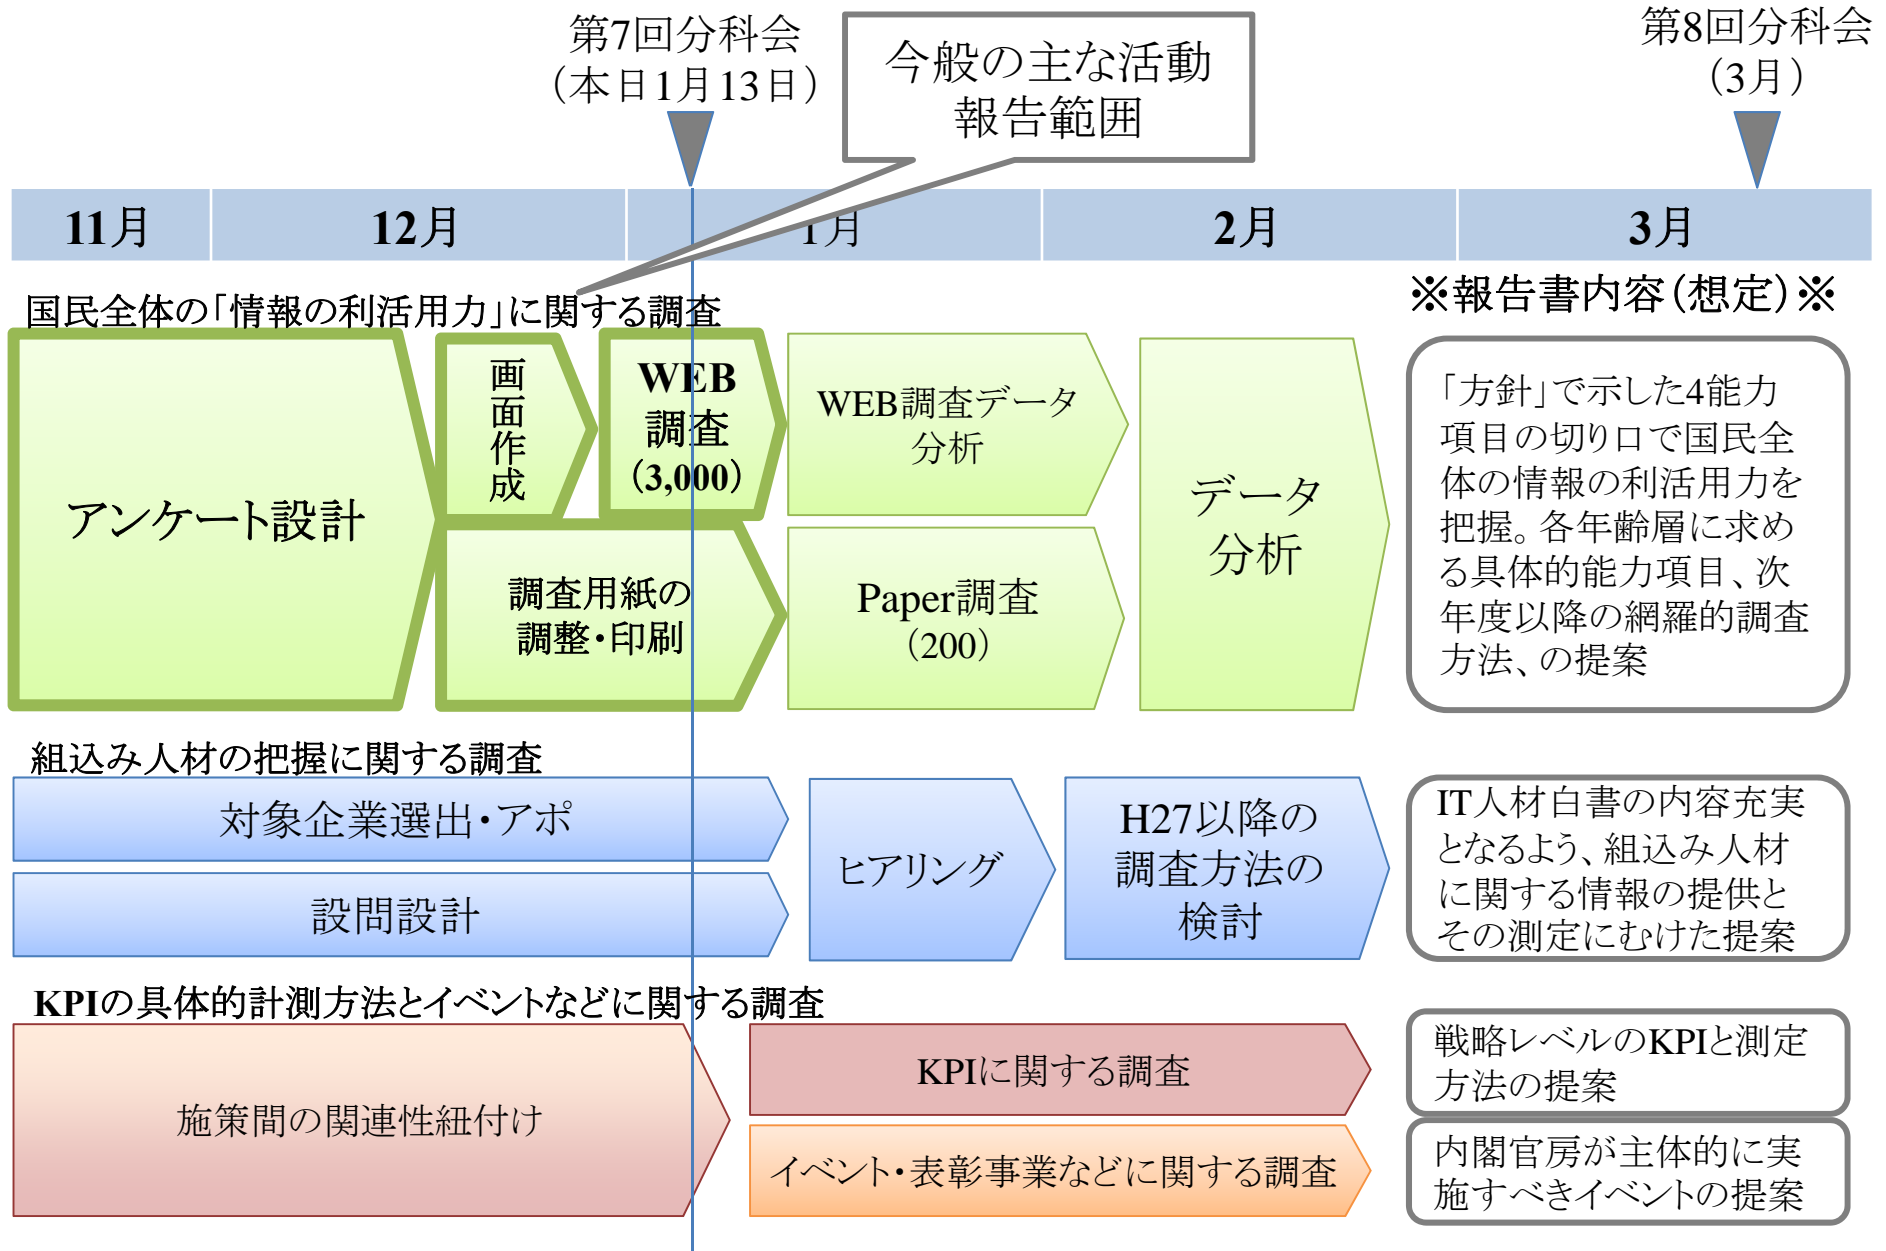 第7回分科会
（本日1月13日）
今般の主な活動
報告範囲
第8回分科会
（3月）
11月
12月
1月
2月
3月
国民全体の「情報の利活用力」に関する調査
※報告書内容（想定）※
アンケート設計
画面作成
WEB
調査
（3,000）
WEB調査データ
分析
調査用紙の
調整・印刷
Paper調査
（200）
データ
分析
「方針」で示した4能力
項目の切り口で国民全
体の情報の利活用力を
把握。各年齢層に求め
る具体的能力項目、次
年度以降の網羅的調査
方法、の提案
組込み人材の把握に関する調査
対象企業選出・アポ
設問設計
ヒアリング
H27以降の
調査方法の
検討
IT人材白書の内容充実
となるよう、組込み人材
に関する情報の提供と
その測定にむけた提案
KPIの具体的計測方法とイベントなどに関する調査
施策間の関連性紐付け
KPIに関する調査
イベント・表彰事業などに関する調査
戦略レベルのKPIと測定
方法の提案
内閣官房が主体的に実
施すべきイベントの提案